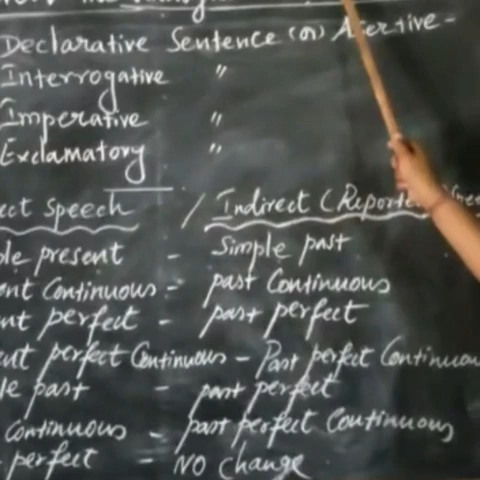 Declarative Sentence (or) Asertive -
Interrogative "
Imperative "
Exclamatory "
ect Speech / Indirect (Reporte
le present - Simple past
nt Continuous - past Continuous
nt perfect - past perfect
ent perfect Continuous - Past perfect Continuou
le past - past perfect
Continuous - past perfect Continuous
perfect - NO change